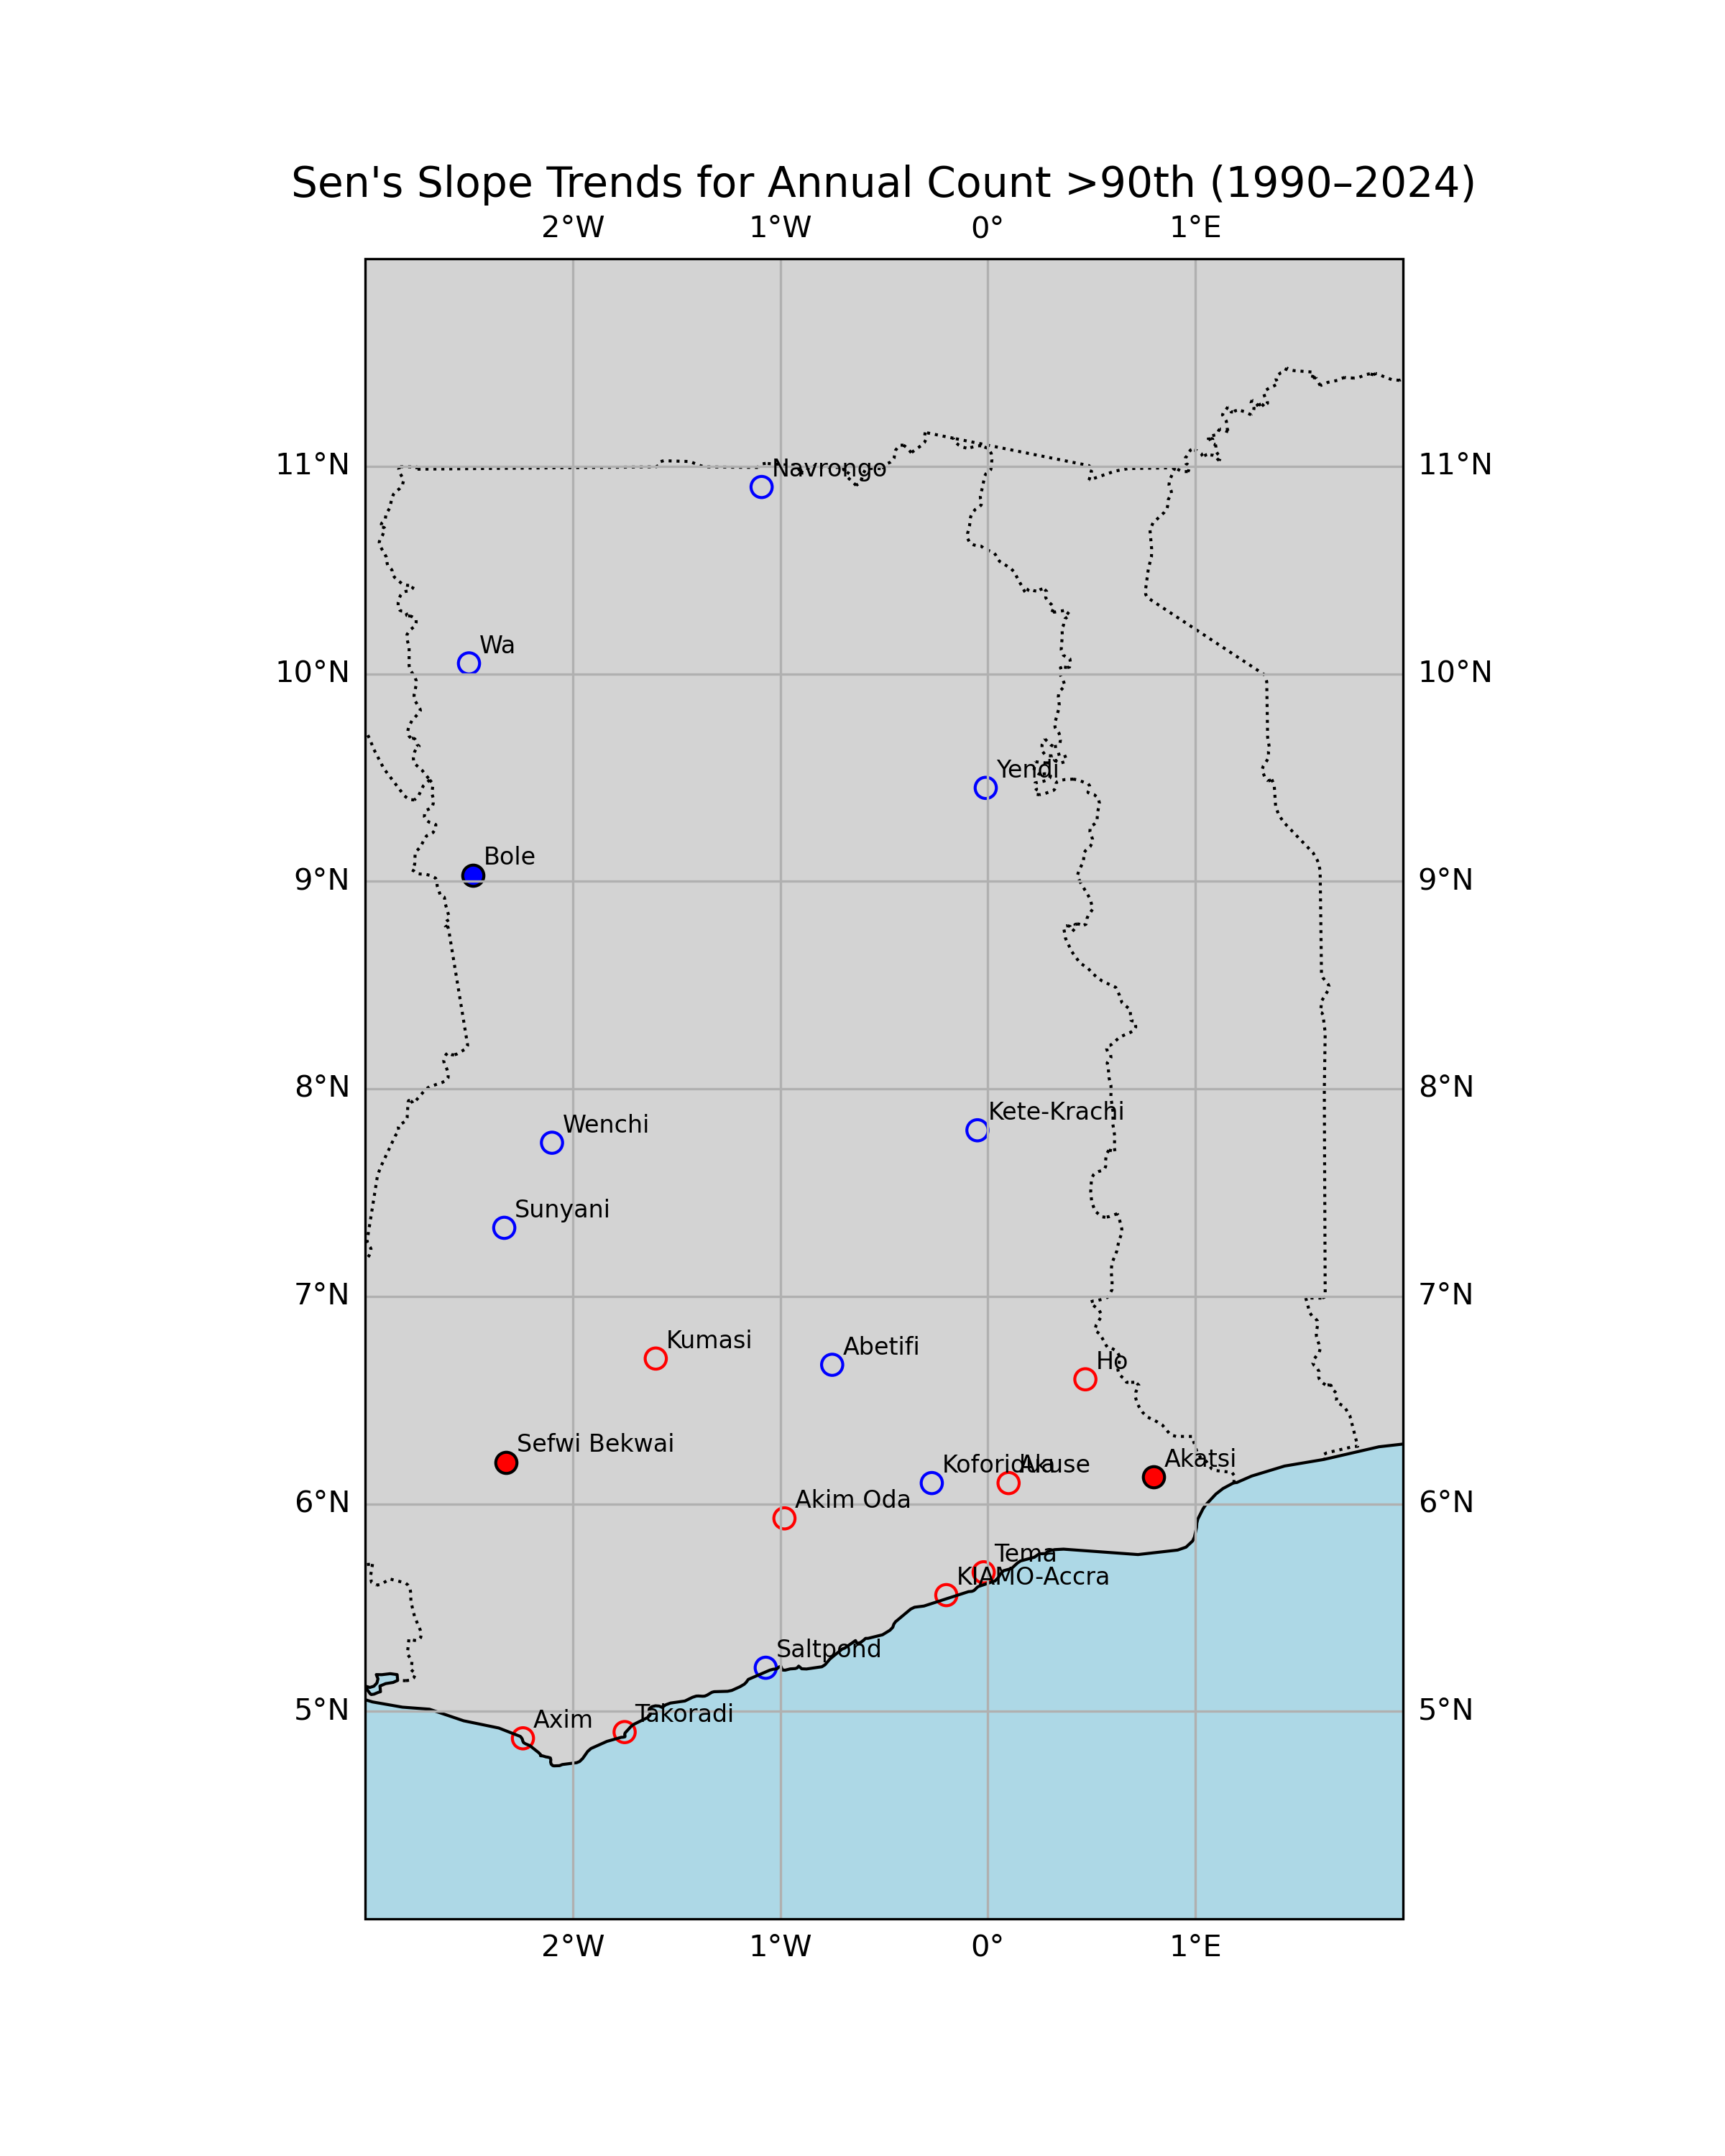 Sen's Slope Trends for Annual Count >90th (1990–2024)
2°W 1°W 0° 1°E
Navrongo
11°N 11°N
Wa
10°N 10°N
Yendi
Bole
9°N 9°N
8°N 8°N
Kete-Krachi
Wenchi
Sunyani
7°N 7°N
Kumasi
Abetifi
Ho
Sefwi Bekwai
Akatsi
Koforidua Akuse
Akim Oda
6°N 6°N
Tema
KIAMO-Accra
Saltpond
5°N 5°N
Takoradi
Axim
2°W 1°W 0° 1°E